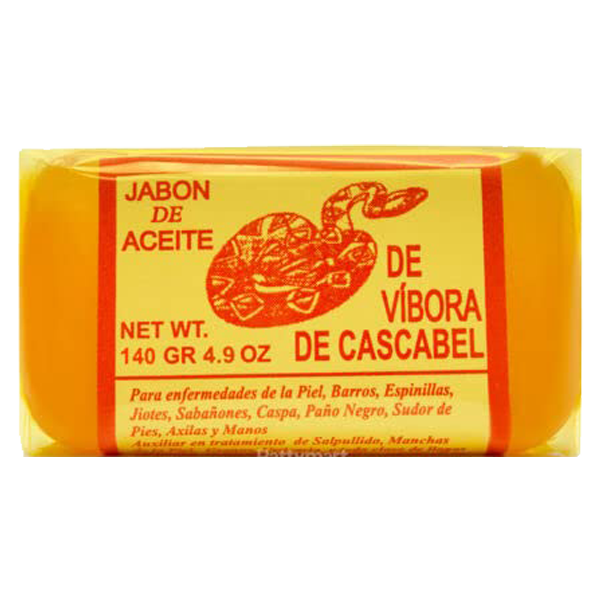 JABON
DE
ACEITE
DE
VÍBORA
DE CASCABEL
NET WT.
140 GR 4.9 OZ
Para enfermedades de la Piel, Barros, Espinillas,
Jiotes, Sabañones, Caspa, Paño Negro, Sudor de
Pies, Axilas y Manos
Auxiliar en tratamiento de Salpullido, Manchas